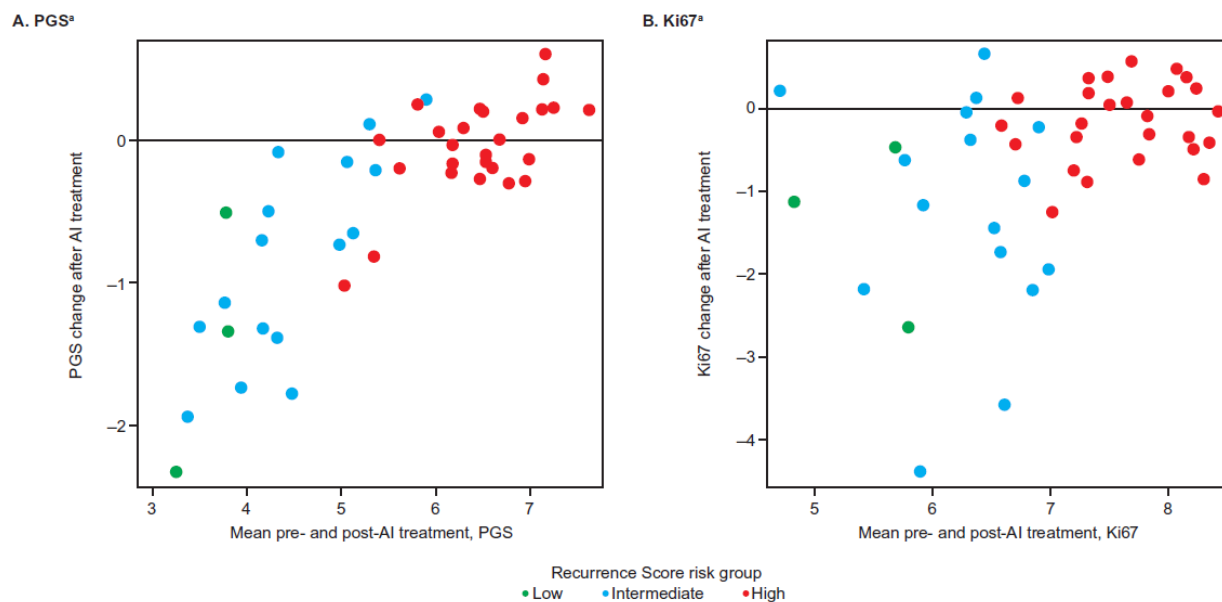 A. PGSᵃ
PGS change after AI treatment
0
–1
–2
3 4 5 6 7
Mean pre- and post-AI treatment, PGS
B. Ki67ᵃ
Ki67 change after AI treatment
0
–1
–2
–3
–4
5 6 7 8
Mean pre- and post-AI treatment, Ki67
Recurrence Score risk group
Low Intermediate High